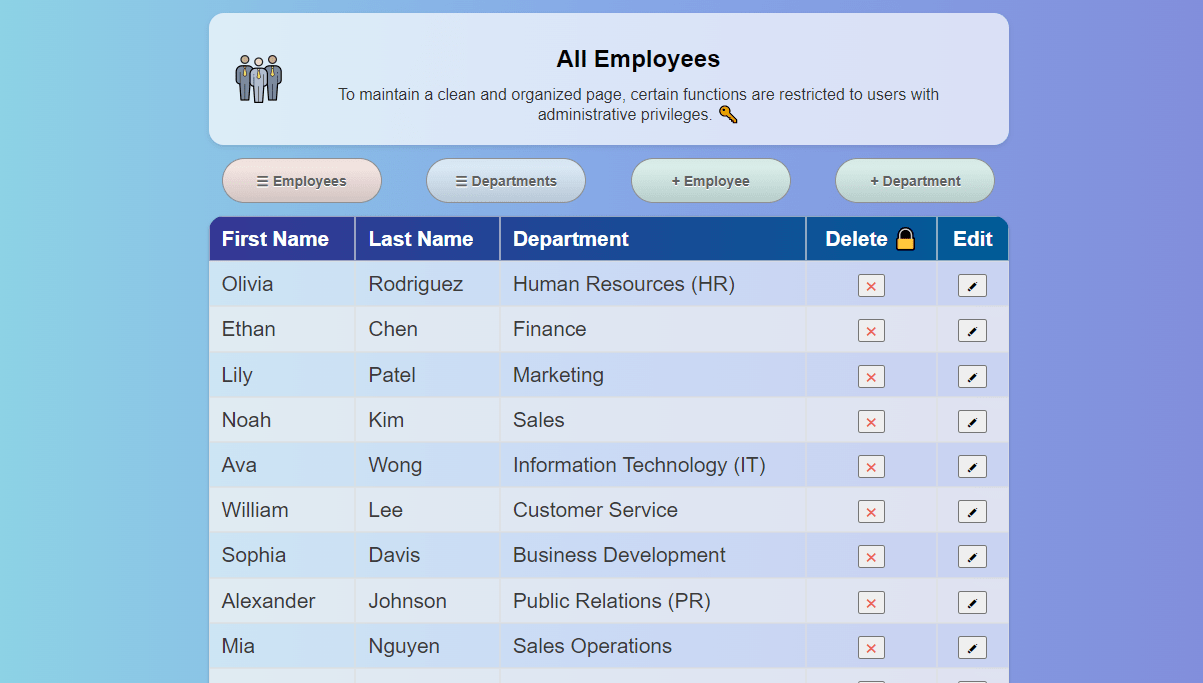 All Employees
To maintain a clean and organized page, certain functions are restricted to users with
administrative privileges. 🔑
☰ Employees ☰ Departments + Employee + Department
First Name Last Name Department Delete 🔒 Edit
Olivia Rodriguez Human Resources (HR)
Ethan Chen Finance
Lily Patel Marketing
Noah Kim Sales
Ava Wong Information Technology (IT)
William Lee Customer Service
Sophia Davis Business Development
Alexander Johnson Public Relations (PR)
Mia Nguyen Sales Operations